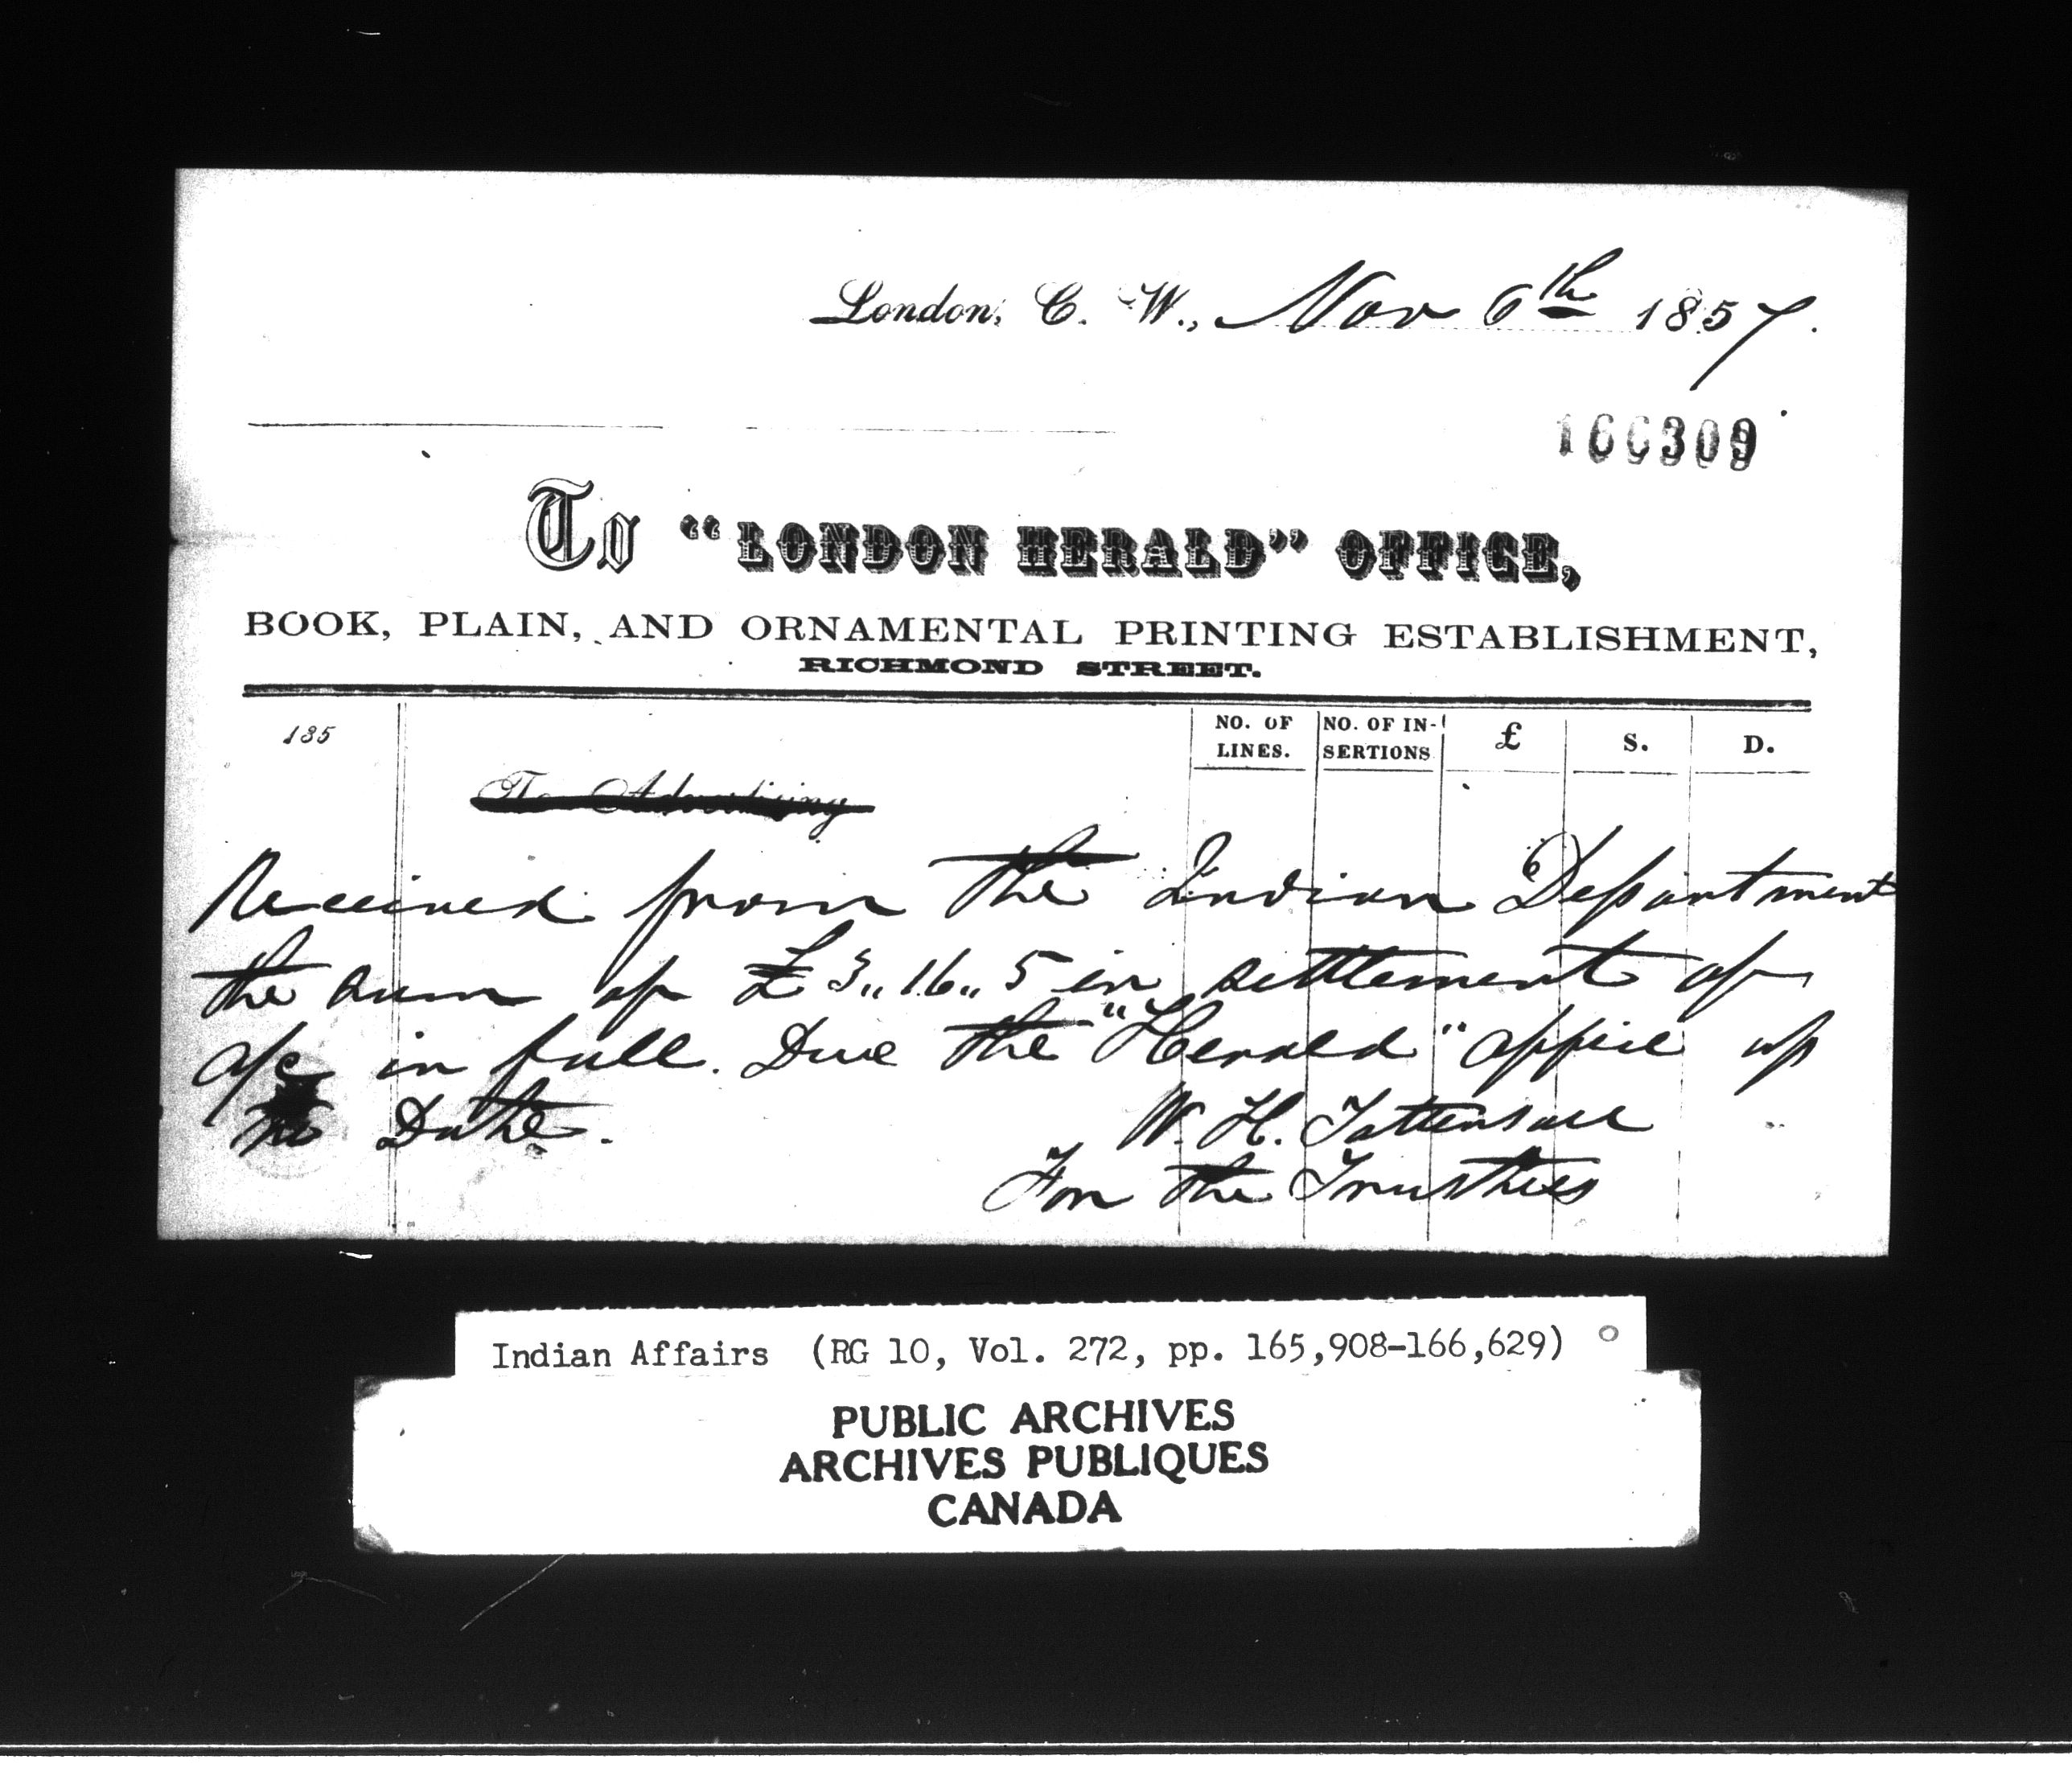 London, C. W., Nov 6th 1857.
166309
To "LONDON HERALD" OFFICE,
BOOK, PLAIN, AND ORNAMENTAL PRINTING ESTABLISHMENT,
RICHMOND STREET.
185
NO. OF LINES. NO. OF INSERTIONS £ S. D.
To Advertising
Received from the Indian Department
the sum of £3,,16,,5 in settlement of
a/c in full. Due the "Herald" office up
to Date.
W. H. Tattersall
For the Trustees
Indian Affairs (RG 10, Vol. 272, pp. 165,908-166,629)
PUBLIC ARCHIVES
ARCHIVES PUBLIQUES
CANADA